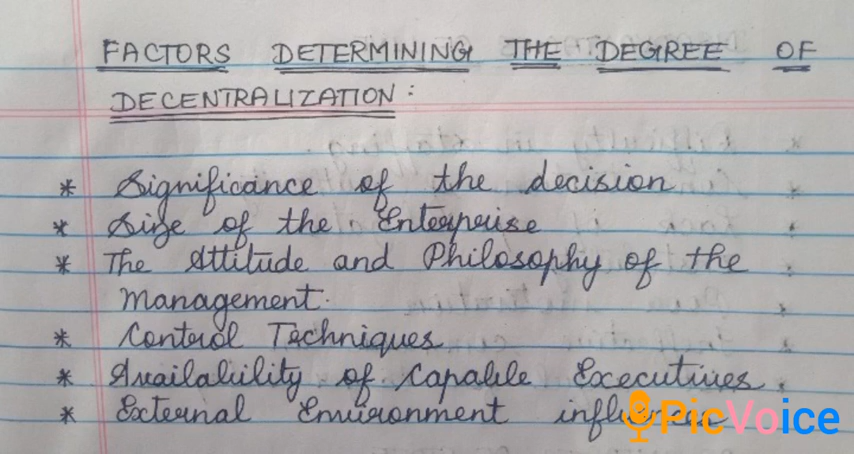 FACTORS DETERMINING THE DEGREE OF
DECENTRALIZATION:
* Significance of the decision
* Size of the Enterprise
* The Attitude and Philosophy of the
management.
* Control Techniques
* Availability of Capable Executives.
* External Environment
PicVoice